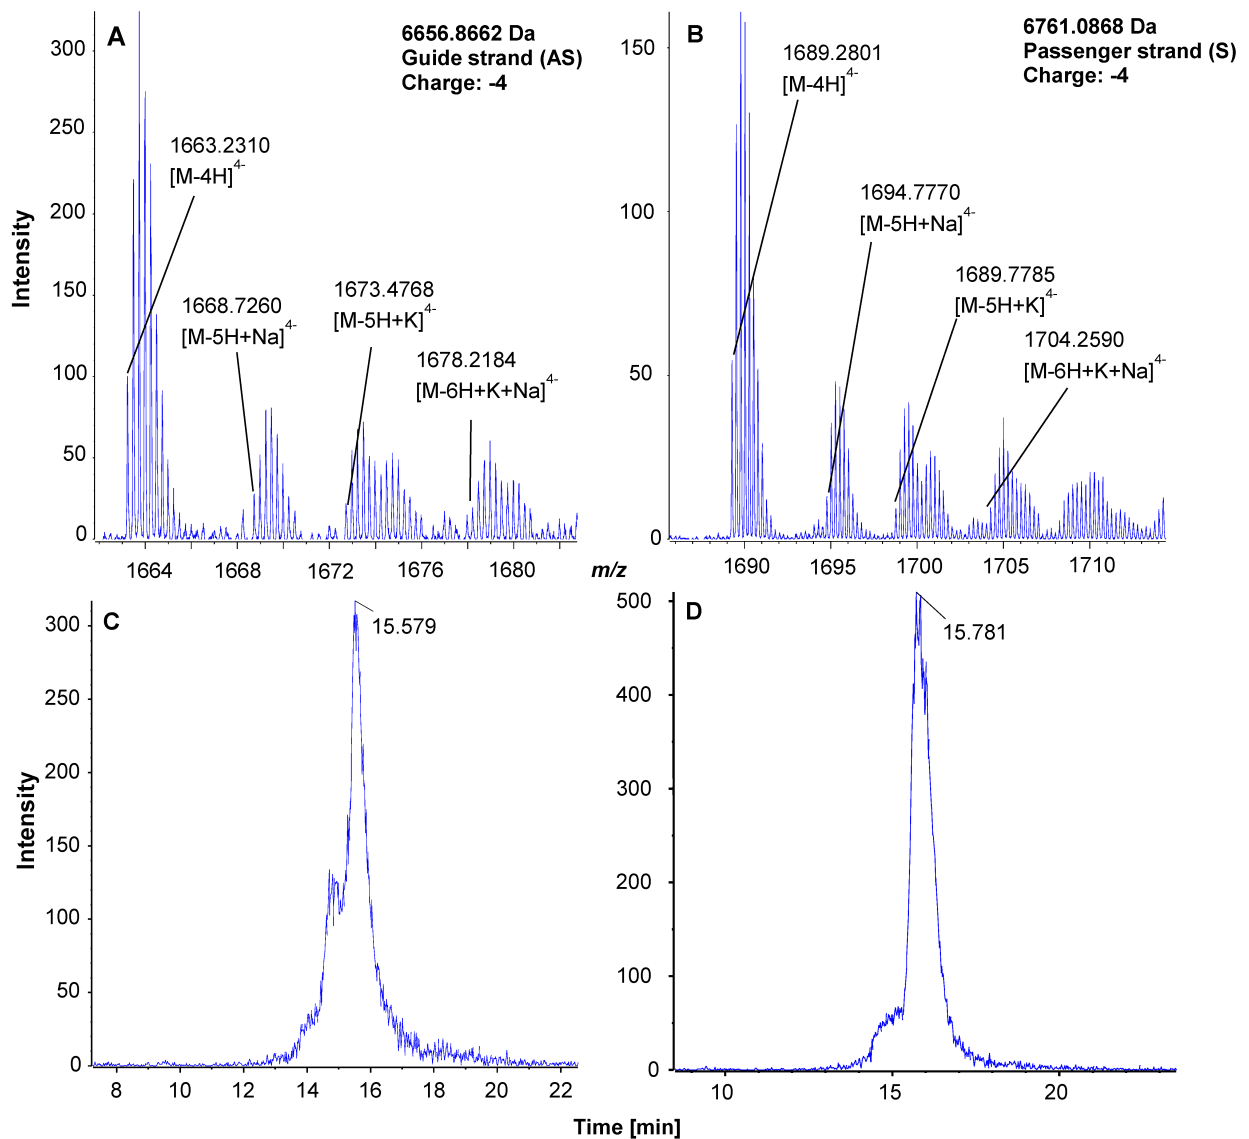 A
6656.8662 Da
Guide strand (AS)
Charge: -4
1663.2310
[M-4H]4-
1668.7260
[M-5H+Na]4-
1673.4768
[M-5H+K]4-
1678.2184
[M-6H+K+Na]4-
Intensity
300
250
200
150
100
50
0
1664
1668
1672
1676
1680
m/z
B
6761.0868 Da
Passenger strand (S)
Charge: -4
1689.2801
[M-4H]4-
1694.7770
[M-5H+Na]4-
1689.7785
[M-5H+K]4-
1704.2590
[M-6H+K+Na]4-
150
100
50
0
1690
1695
1700
1705
1710
C
15.579
Intensity
300
250
200
150
100
50
0
8
10
12
14
16
18
20
22
D
15.781
500
400
300
200
100
0
10
15
20
Time [min]